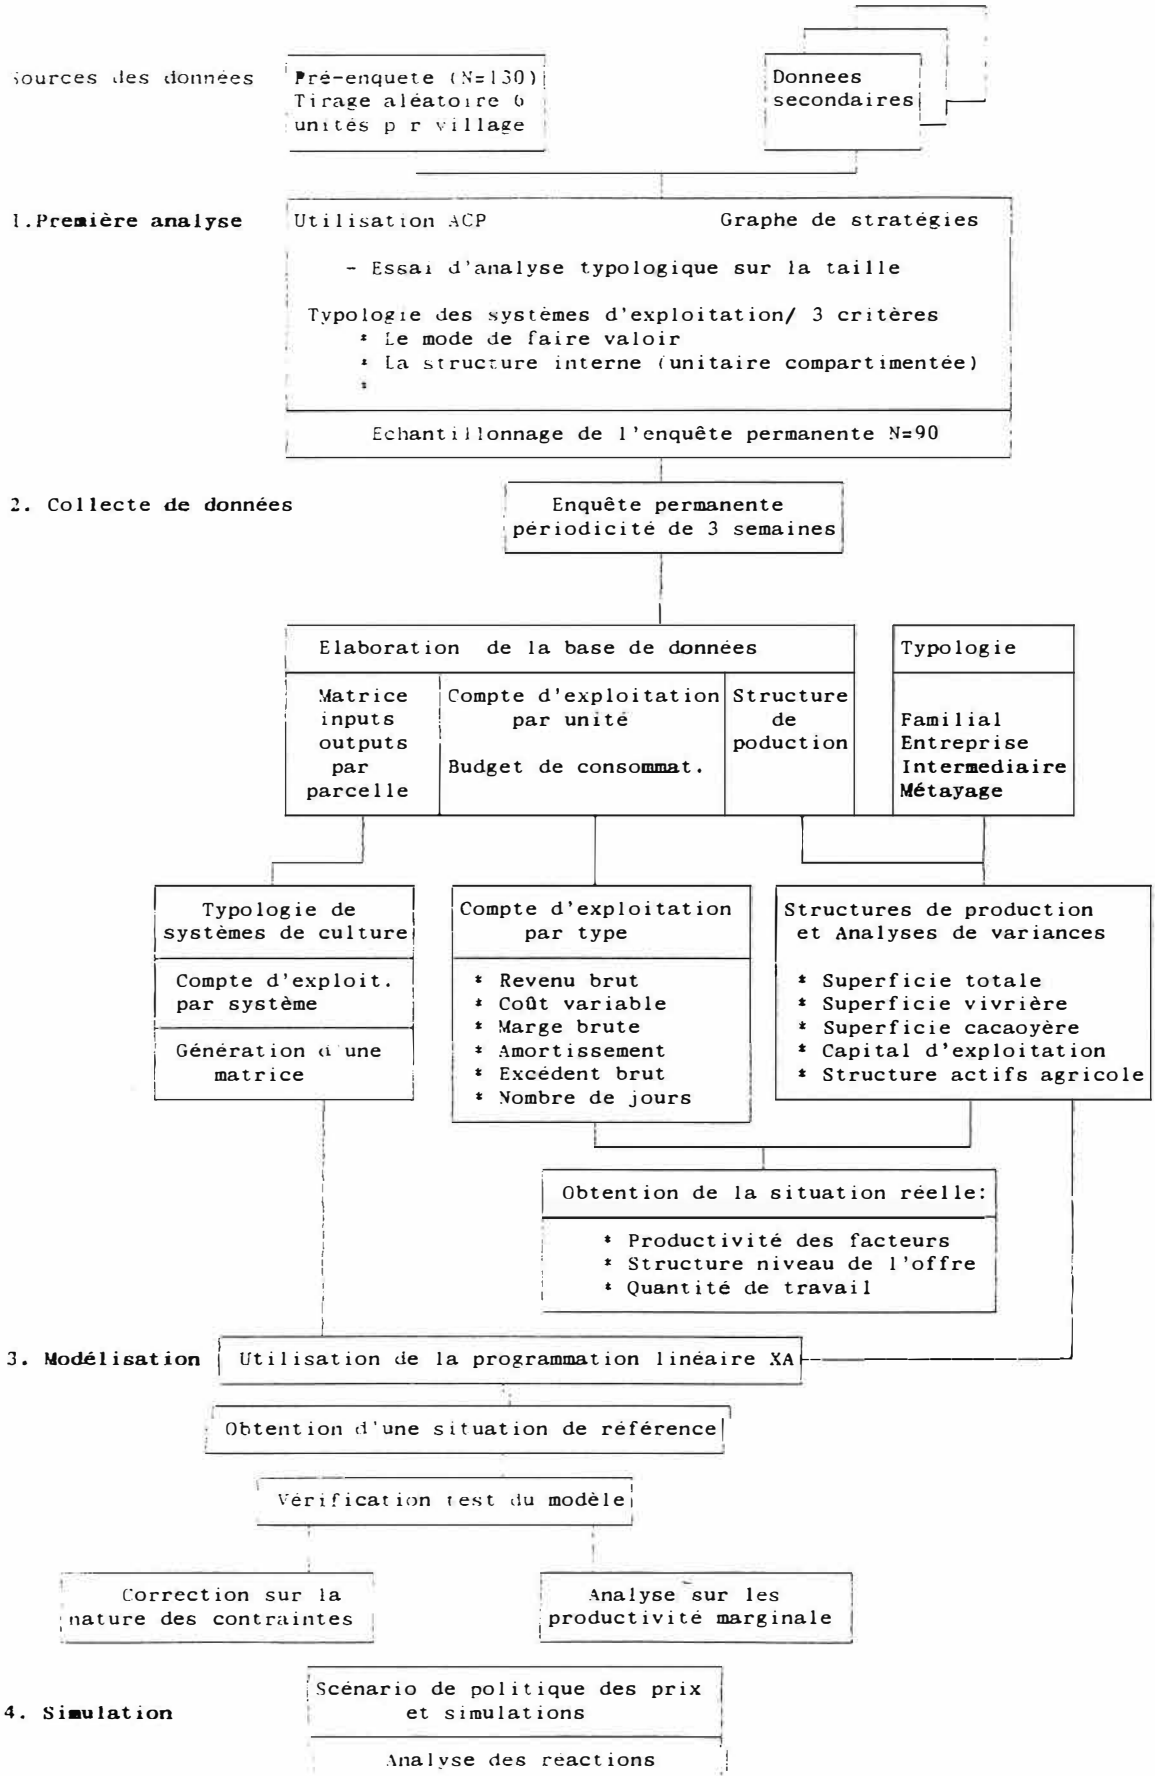 Sources des données
Pré-enquete (N=130)
Tirage aléatoire 6
unités p r village
Donnees
secondaires
1.Première analyse
Utilisation ACP
Graphe de stratégies
- Essai d'analyse typologique sur la taille
Typologie des systèmes d'exploitation/ 3 critères
* Le mode de faire valoir
* La structure interne (unitaire compartimentée)
*
Echantillonnage de l'enquête permanente N=90
2. Collecte de données
Enquête permanente
périodicité de 3 semaines
Elaboration de la base de données
Matrice
inputs
outputs
par
parcelle
Compte d'exploitation
par unité
Budget de consommat.
Structure
de
poduction
Typologie
Familial
Entreprise
Intermediaire
Métayage
Typologie de
systèmes de culture
Compte d'exploit.
par système
Génération d'une
matrice
Compte d'exploitation
par type
* Revenu brut
* Coût variable
* Marge brute
* Amortissement
* Excédent brut
* Nombre de jours
Structures de production
et Analyses de variances
* Superficie totale
* Superficie vivrière
* Superficie cacaoyère
* Capital d'exploitation
* Structure actifs agricole
Obtention de la situation réelle:
* Productivité des facteurs
* Structure niveau de l'offre
* Quantité de travail
3. Modélisation
Utilisation de la programmation linéaire XA
Obtention d'une situation de référence
Vérification test du modèle
Correction sur la
nature des contraintes
Analyse sur les
productivité marginale
4. Simulation
Scénario de politique des prix
et simulations
Analyse des réactions